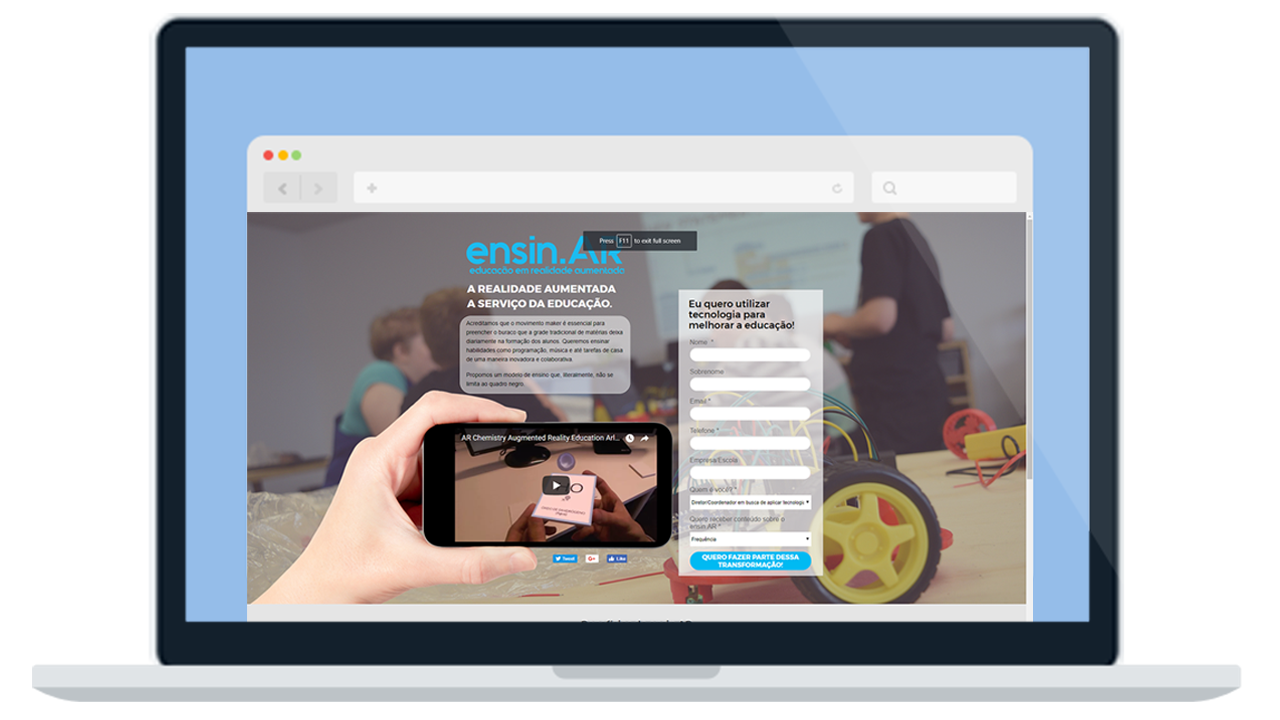 Press F11 to exit full screen
ensin.AR
educação em realidade aumentada
A REALIDADE AUMENTADA
A SERVIÇO DA EDUCAÇÃO.
Acreditamos que o movimento maker é essencial para
preencher o buraco que a grade tradicional de matérias deixa
diariamente na formação dos alunos. Queremos ensinar
habilidades como programação, música e até tarefas de casa
de uma maneira inovadora e colaborativa.
Propomos um modelo de ensino que, literalmente, não se
limita ao quadro negro.
AR Chemistry Augmented Reality Education Arl...
Tweet
G+
Like
Eu quero utilizar
tecnologia para
melhorar a educação!
Nome *
Sobrenome
Email *
Telefone *
Empresa/Escola
Quem é você? *
Diretor/Coordenador em busca de aplicar tecnologia
Quero receber conteúdo sobre o
ensin.AR *
Frequência
QUERO FAZER PARTE DESSA
TRANSFORMAÇÃO!